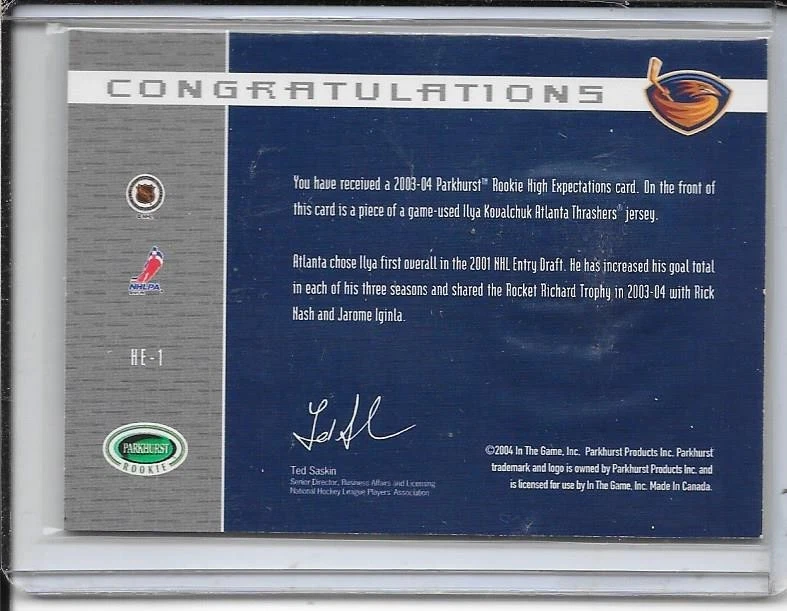 CONGRATULATIONS
You have received a 2003-04 Parkhurst™ Rookie High Expectations card. On the front of
this card is a piece of a game-used Ilya Kovalchuk Atlanta Thrashers® jersey.
Atlanta chose Ilya first overall in the 2001 NHL Entry Draft. He has increased his goal total
in each of his three seasons and shared the Rocket Richard Trophy in 2003-04 with Rick
Nash and Jarome Iginla.
NHLPA
HE-1
PARKHURST
ROOKIE
Ted Saskin
Senior Director, Business Affairs and Licensing
National Hockey League Players' Association
©2004 In The Game, Inc. Parkhurst Products Inc. Parkhurst
trademark and logo is owned by Parkhurst Products Inc. and
is licensed for use by In The Game, Inc. Made In Canada.